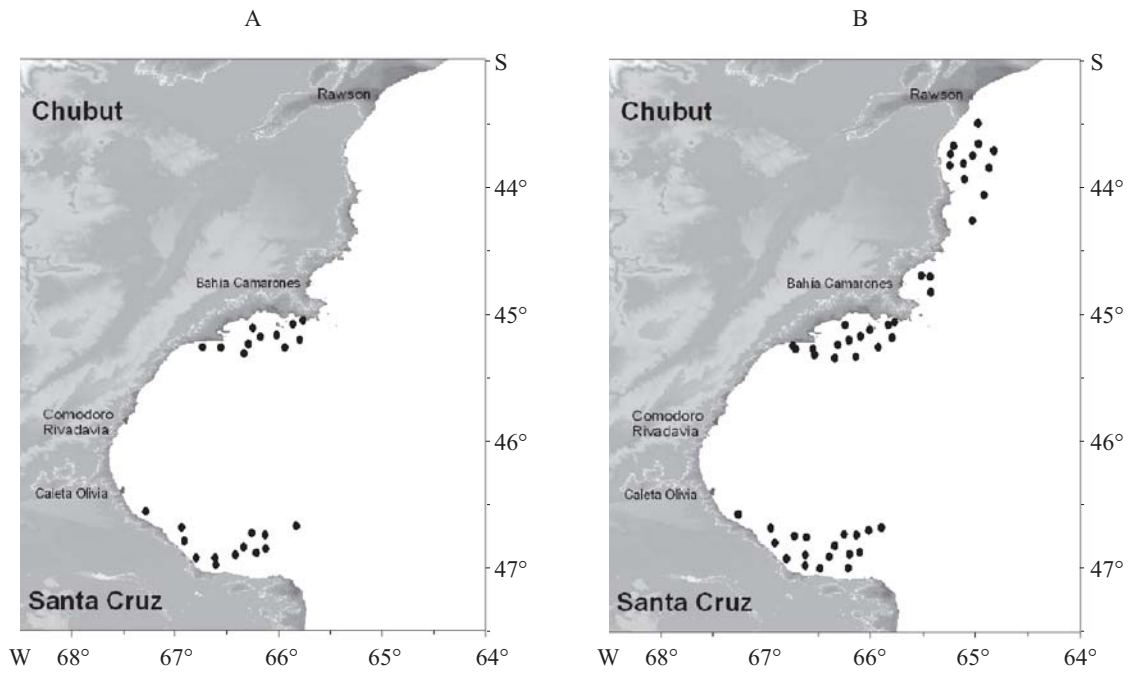 A
B
S
S
Rawson
Rawson
Chubut
Chubut
44°
44°
Bahía Camarones
Bahía Camarones
45°
45°
Comodoro
Rivadavia
Comodoro
Rivadavia
46°
46°
Caleta Olivia
Caleta Olivia
47°
47°
Santa Cruz
Santa Cruz
W 68° 67° 66° 65° 64°
W 68° 67° 66° 65° 64°